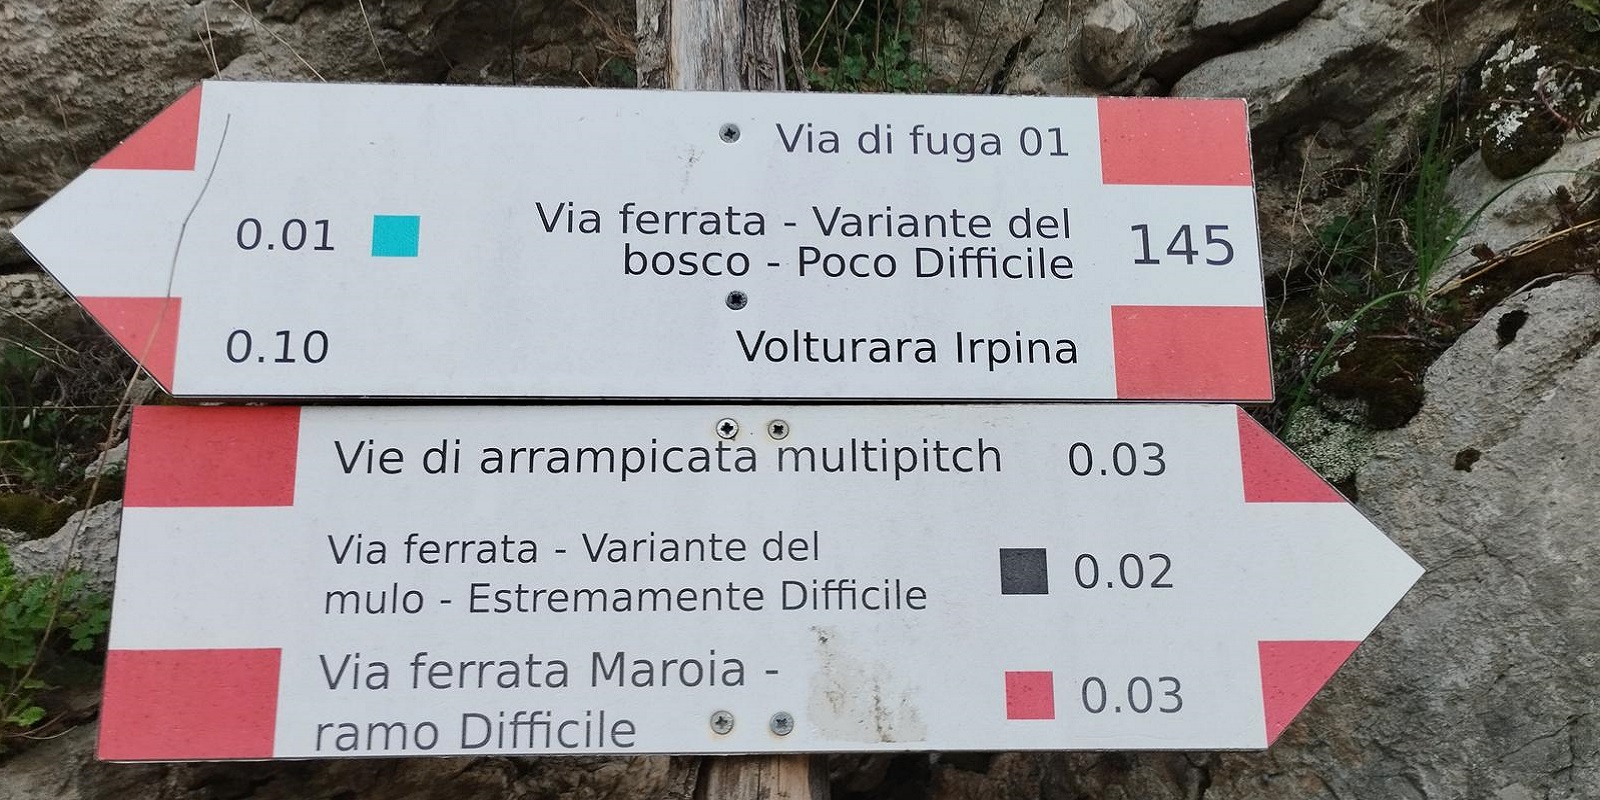 Via di fuga 01
0.01 Via ferrata - Variante del
bosco - Poco Difficile
145
0.10 Volturara Irpina
Vie di arrampicata multipitch 0.03
Via ferrata - Variante del
mulo - Estremamente Difficile 0.02
Via ferrata Maroia -
ramo Difficile 0.03